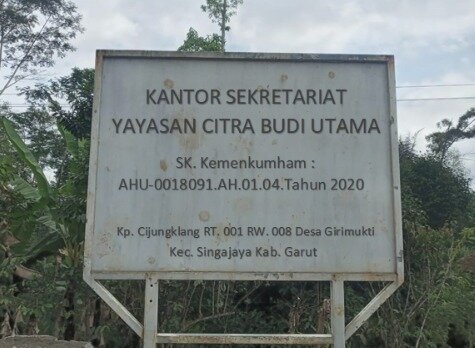 KANTOR SEKRETARIAT
YAYASAN CITRA BUDI UTAMA
SK. Kemenkumham :
AHU-0018091.AH.01.04.Tahun 2020
Kp. Cijungklang RT. 001 RW. 008 Desa Girimukti
Kec. Singajaya Kab. Garut